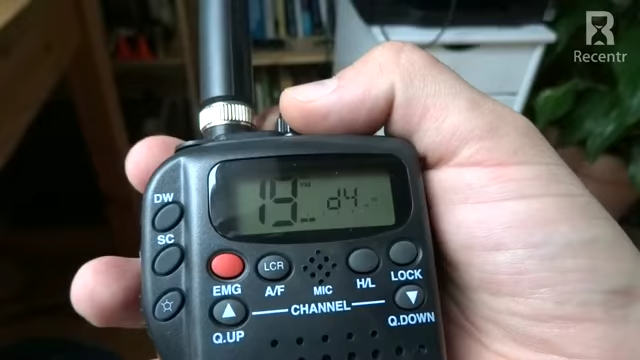 Recentr
DW
19 d4
SC
LCR
EMG A/F MIC H/L LOCK
CHANNEL
Q.UP Q.DOWN